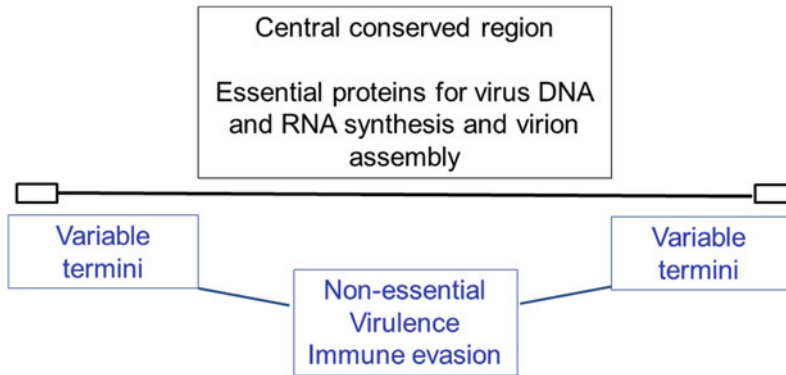 Central conserved region
Essential proteins for virus DNA
and RNA synthesis and virion
assembly
Variable
termini
Variable
termini
Non-essential
Virulence
Immune evasion